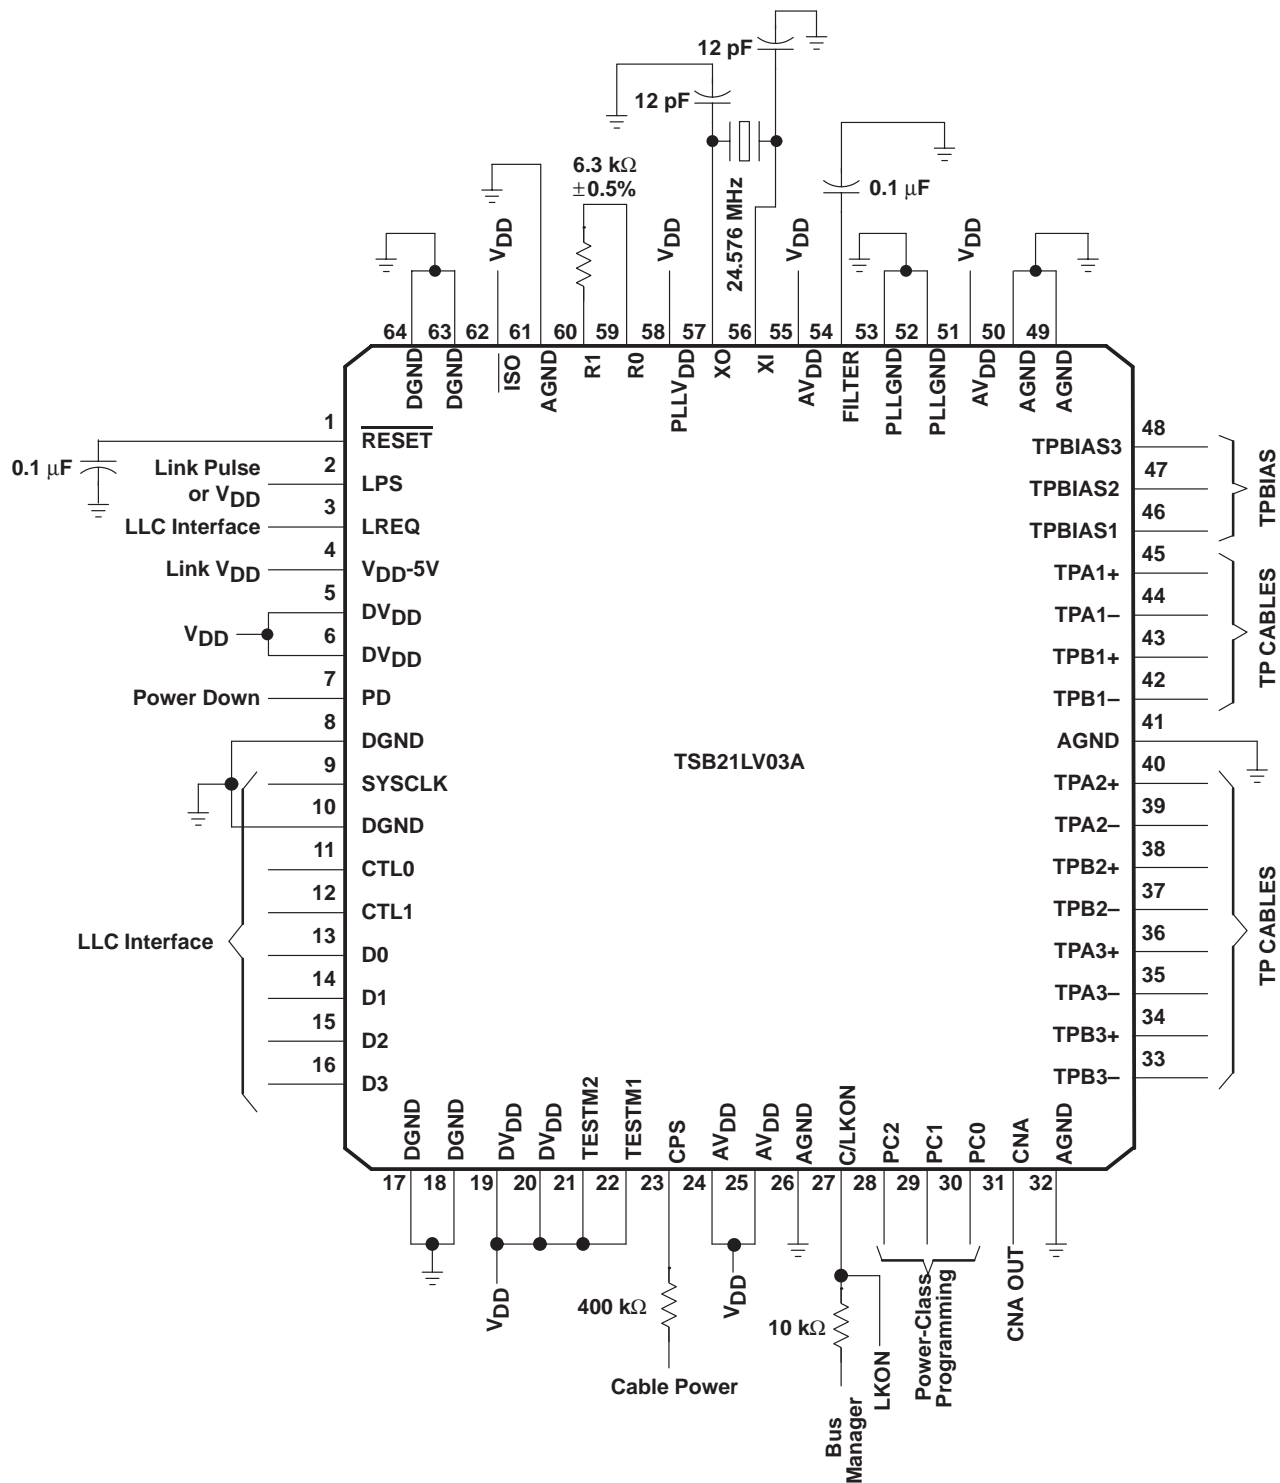 12 pF
12 pF
6.3 kΩ
±0.5%
24.576 MHz
0.1 µF
VDD
VDD
VDD
VDD
64
63
62
61
60
59
58
57
56
55
54
53
52
51
50
49
DGND
DGND
ISO
AGND
R1
R0
PLLVDD
XO
XI
AVDD
FILTER
PLLGND
PLLGND
AVDD
AGND
AGND
0.1 µF
1
RESET
Link Pulse
or VDD
2
LPS
LLC Interface
3
LREQ
Link VDD
4
VDD-5V
5
DVDD
VDD
6
DVDD
Power Down
7
PD
8
DGND
9
SYSCLK
10
DGND
11
CTL0
12
CTL1
LLC Interface
13
D0
14
D1
15
D2
16
D3
TSB21LV03A
48
TPBIAS3
47
TPBIAS2
46
TPBIAS1
TPBIAS
45
TPA1+
44
TPA1–
43
TPB1+
42
TPB1–
TP CABLES
41
AGND
40
TPA2+
39
TPA2–
38
TPB2+
37
TPB2–
36
TPA3+
35
TPA3–
34
TPB3+
33
TPB3–
TP CABLES
DGND
DGND
DVDD
DVDD
TESTM2
TESTM1
CPS
AVDD
AVDD
AGND
C/LKON
PC2
PC1
PC0
CNA
AGND
17
18
19
20
21
22
23
24
25
26
27
28
29
30
31
32
VDD
400 kΩ
Cable Power
VDD
10 kΩ
Bus
Manager
LKON
Power-Class
Programming
CNA OUT